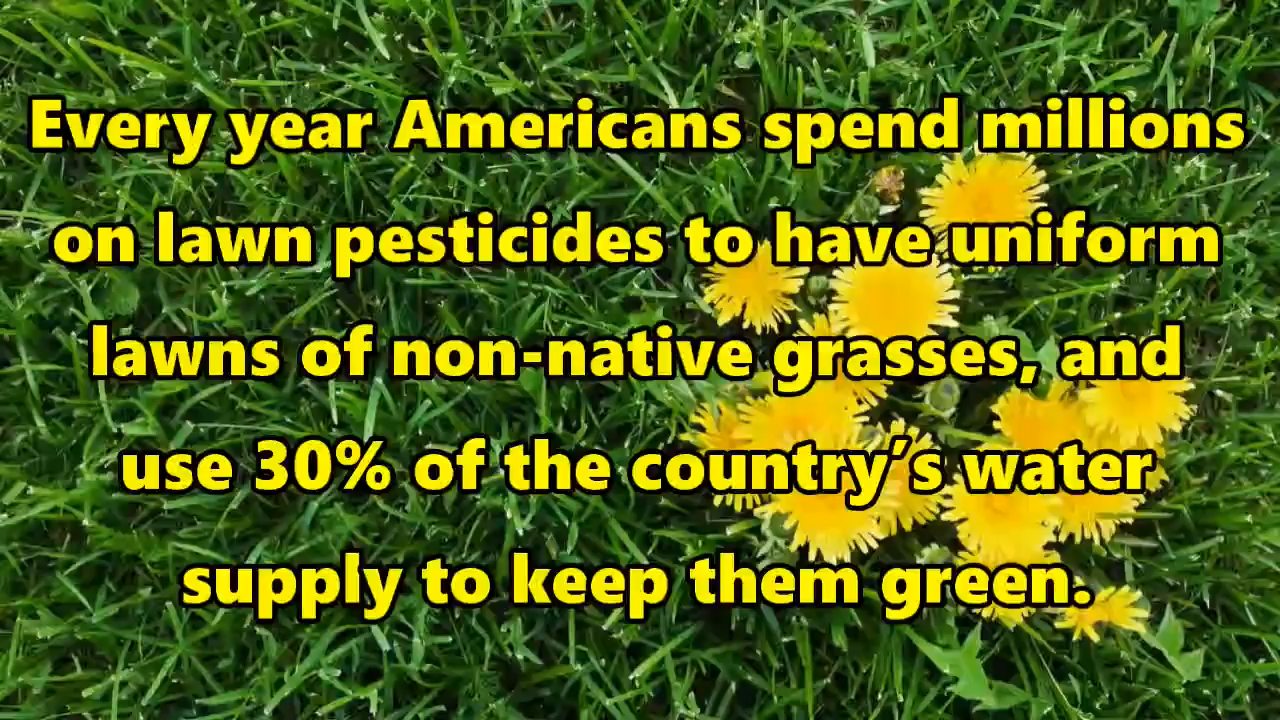 Every year Americans spend millions
on lawn pesticides to have uniform
lawns of non-native grasses, and
use 30% of the country’s water
supply to keep them green.